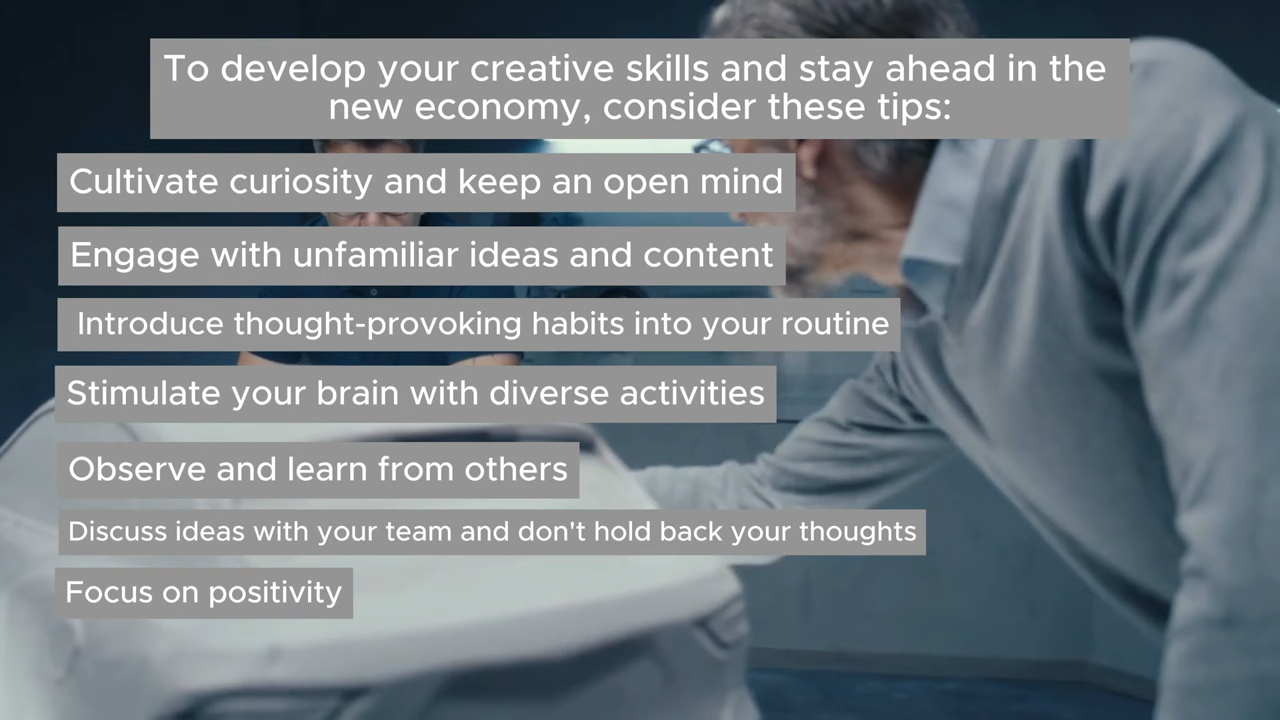 To develop your creative skills and stay ahead in the
new economy, consider these tips:
Cultivate curiosity and keep an open mind
Engage with unfamiliar ideas and content
Introduce thought-provoking habits into your routine
Stimulate your brain with diverse activities
Observe and learn from others
Discuss ideas with your team and don't hold back your thoughts
Focus on positivity